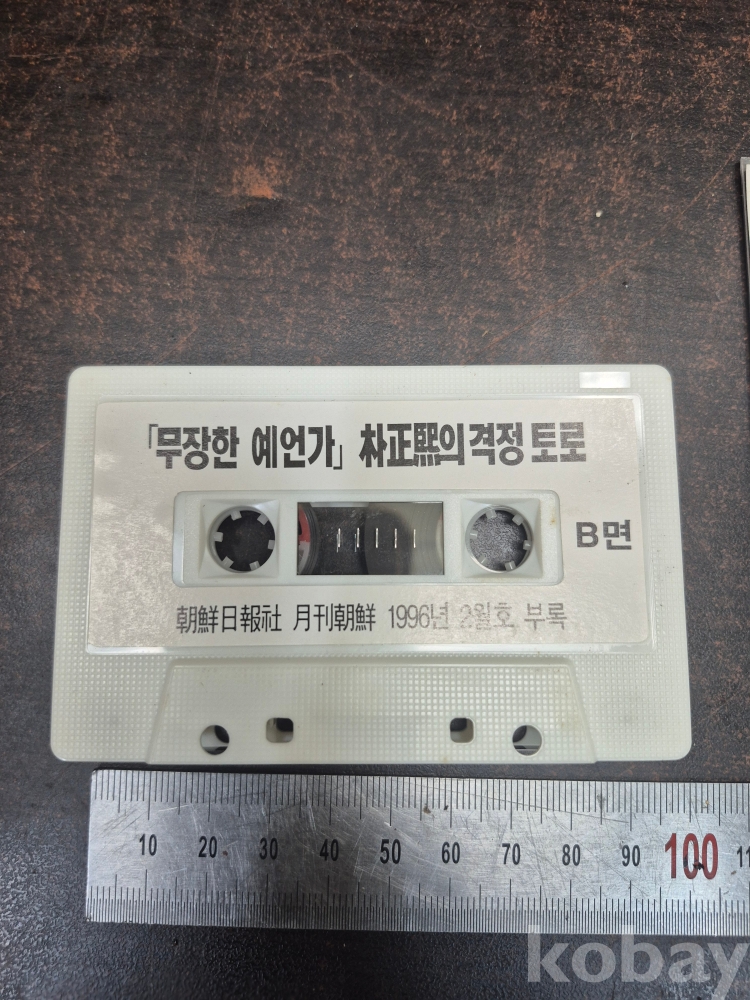 「무장한 예언가」 朴正熙의 격정 토로
B면
朝鮮日報社 月刊朝鮮 1996년 2월호 부록
10 20 30 40 50 60 70 80 90 100 11
kobay